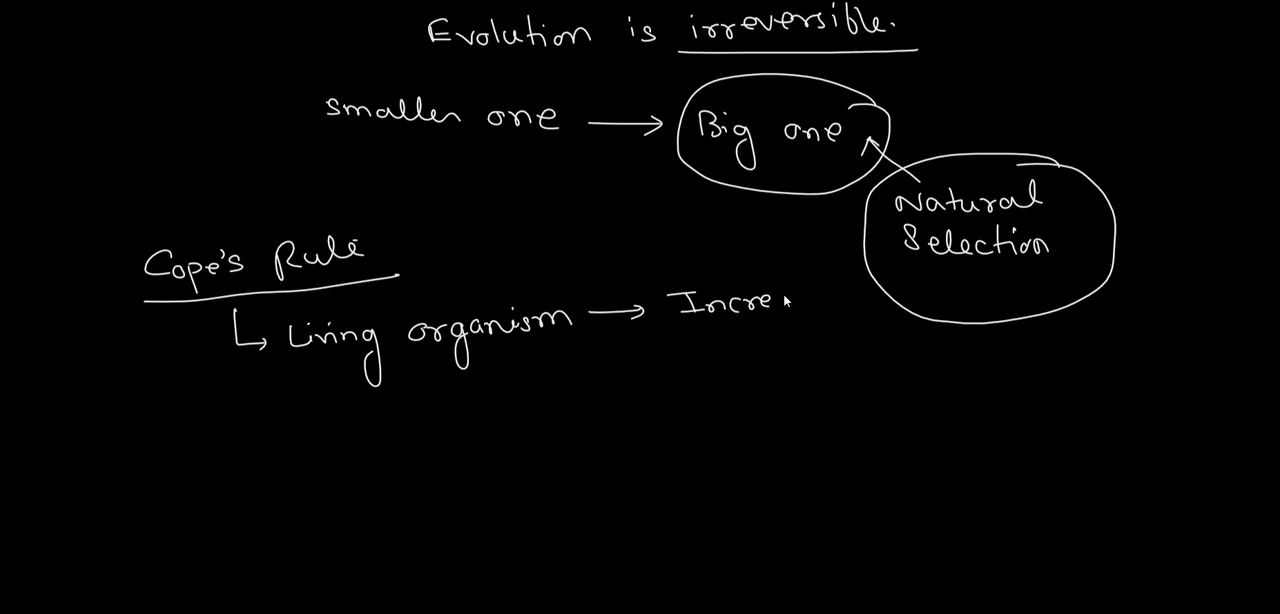 Evolution is irreversible.
smaller one → Big one
Natural
Selection
Cope's Rule
↳ Living organism → Incre